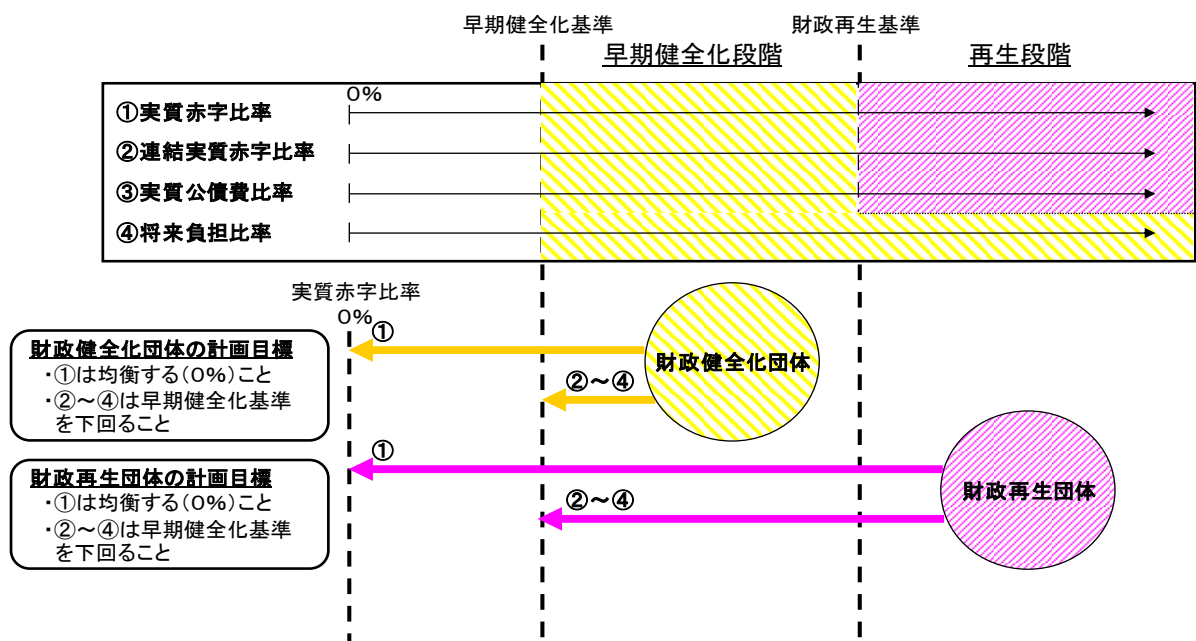 早期健全化基準
財政再生基準
早期健全化段階
再生段階
0%
①実質赤字比率
②連結実質赤字比率
③実質公債費比率
④将来負担比率
実質赤字比率
0%
財政健全化団体の計画目標
・①は均衡する(0%)こと
・②～④は早期健全化基準
を下回ること
①
②～④
財政健全化団体
財政再生団体の計画目標
・①は均衡する(0%)こと
・②～④は早期健全化基準
を下回ること
①
②～④
財政再生団体